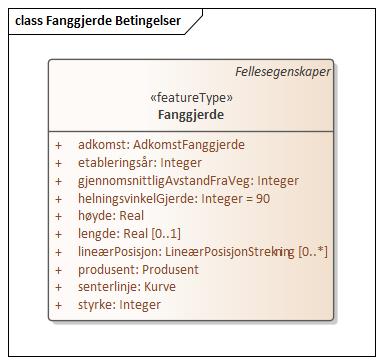 class Fanggjerde Betingelser
Fellesegenskaper
«featureType»
Fanggjerde
+ adkomst: AdkomstFanggjerde
+ etableringsår: Integer
+ gjennomsnittligAvstandFraVeg: Integer
+ helningsvinkelGjerde: Integer = 90
+ høyde: Real
+ lengde: Real [0..1]
+ lineærPosisjon: LineærPosisjonStrekning [0..*]
+ produsent: Produsent
+ senterlinje: Kurve
+ styrke: Integer